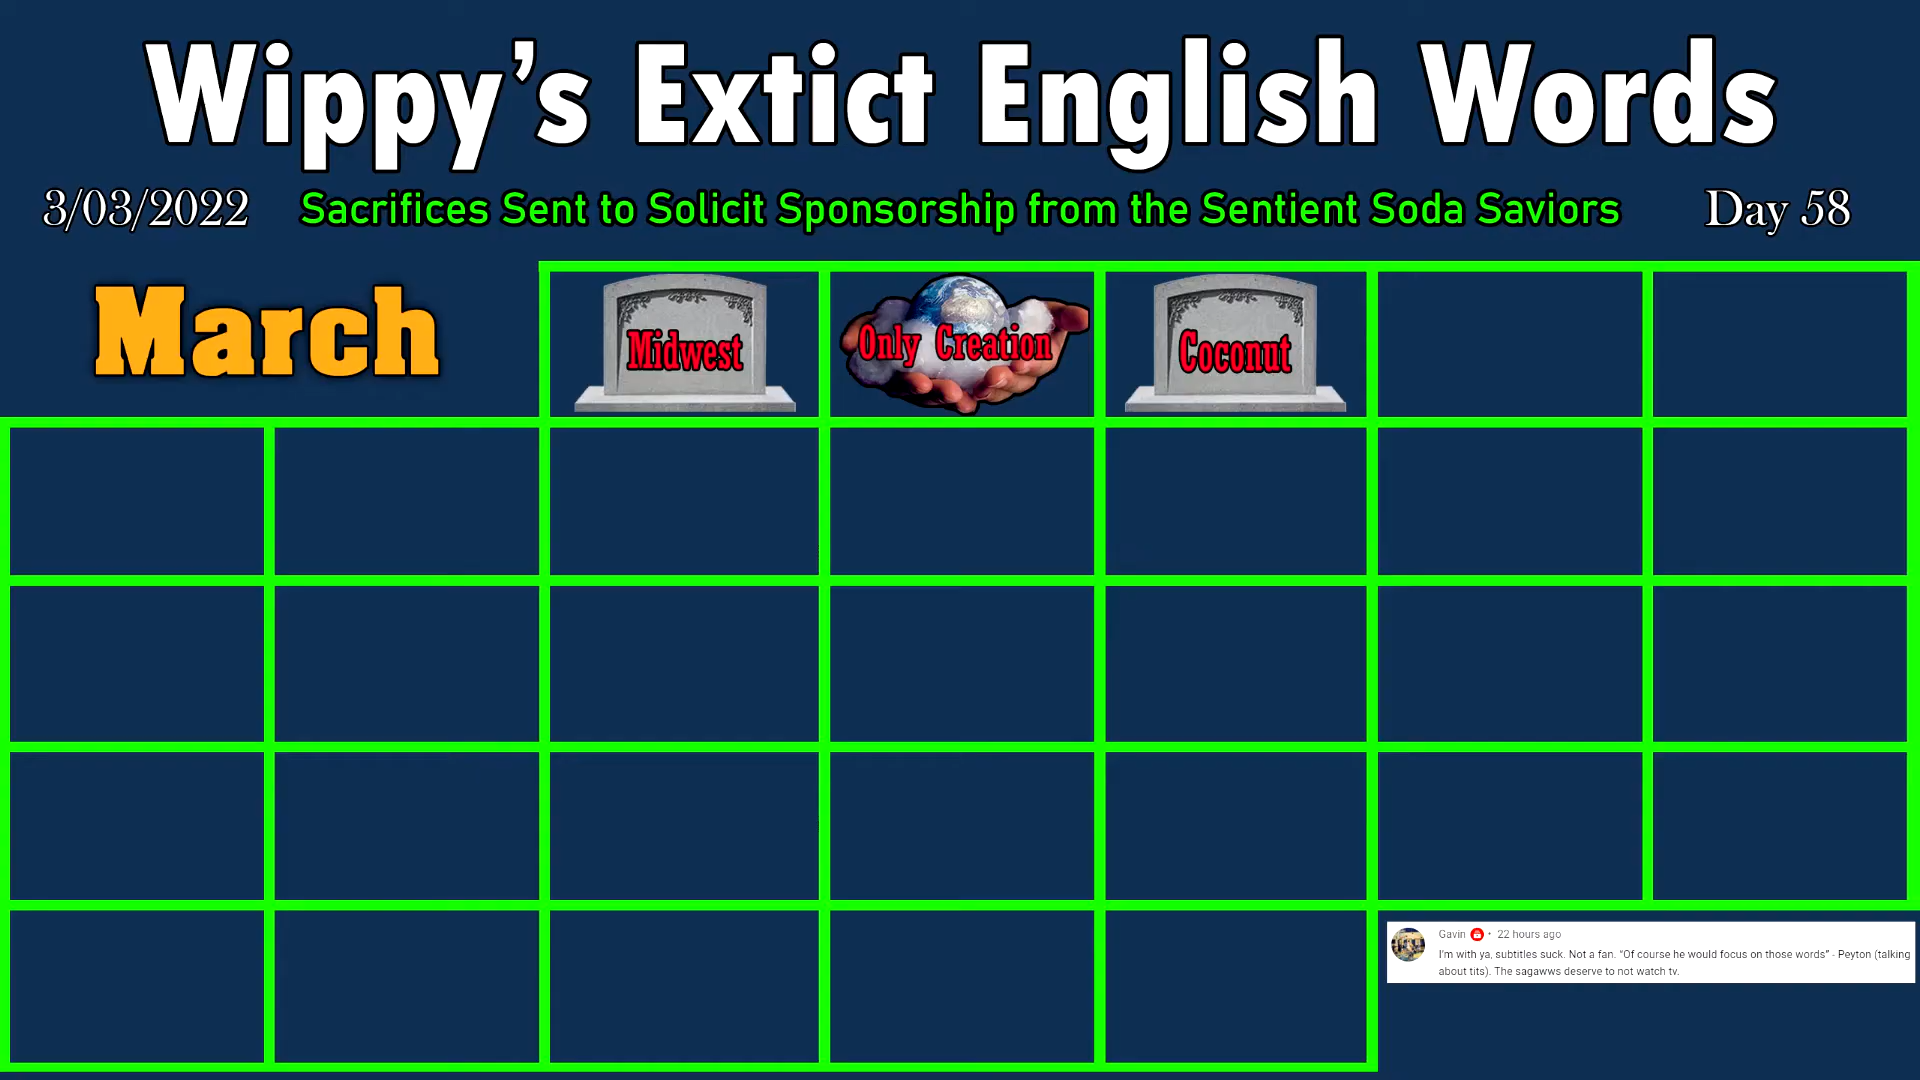 Wippy's Extict English Words
3/03/2022 Sacrifices Sent to Solicit Sponsorship from the Sentient Soda Saviors Day 58
March
Midwest
Only Creation
Coconut
Gavin • 22 hours ago
I'm with ya, subtitles suck. Not a fan. “Of course he would focus on those words” - Peyton (talking
about tits). The sagawws deserve to not watch tv.